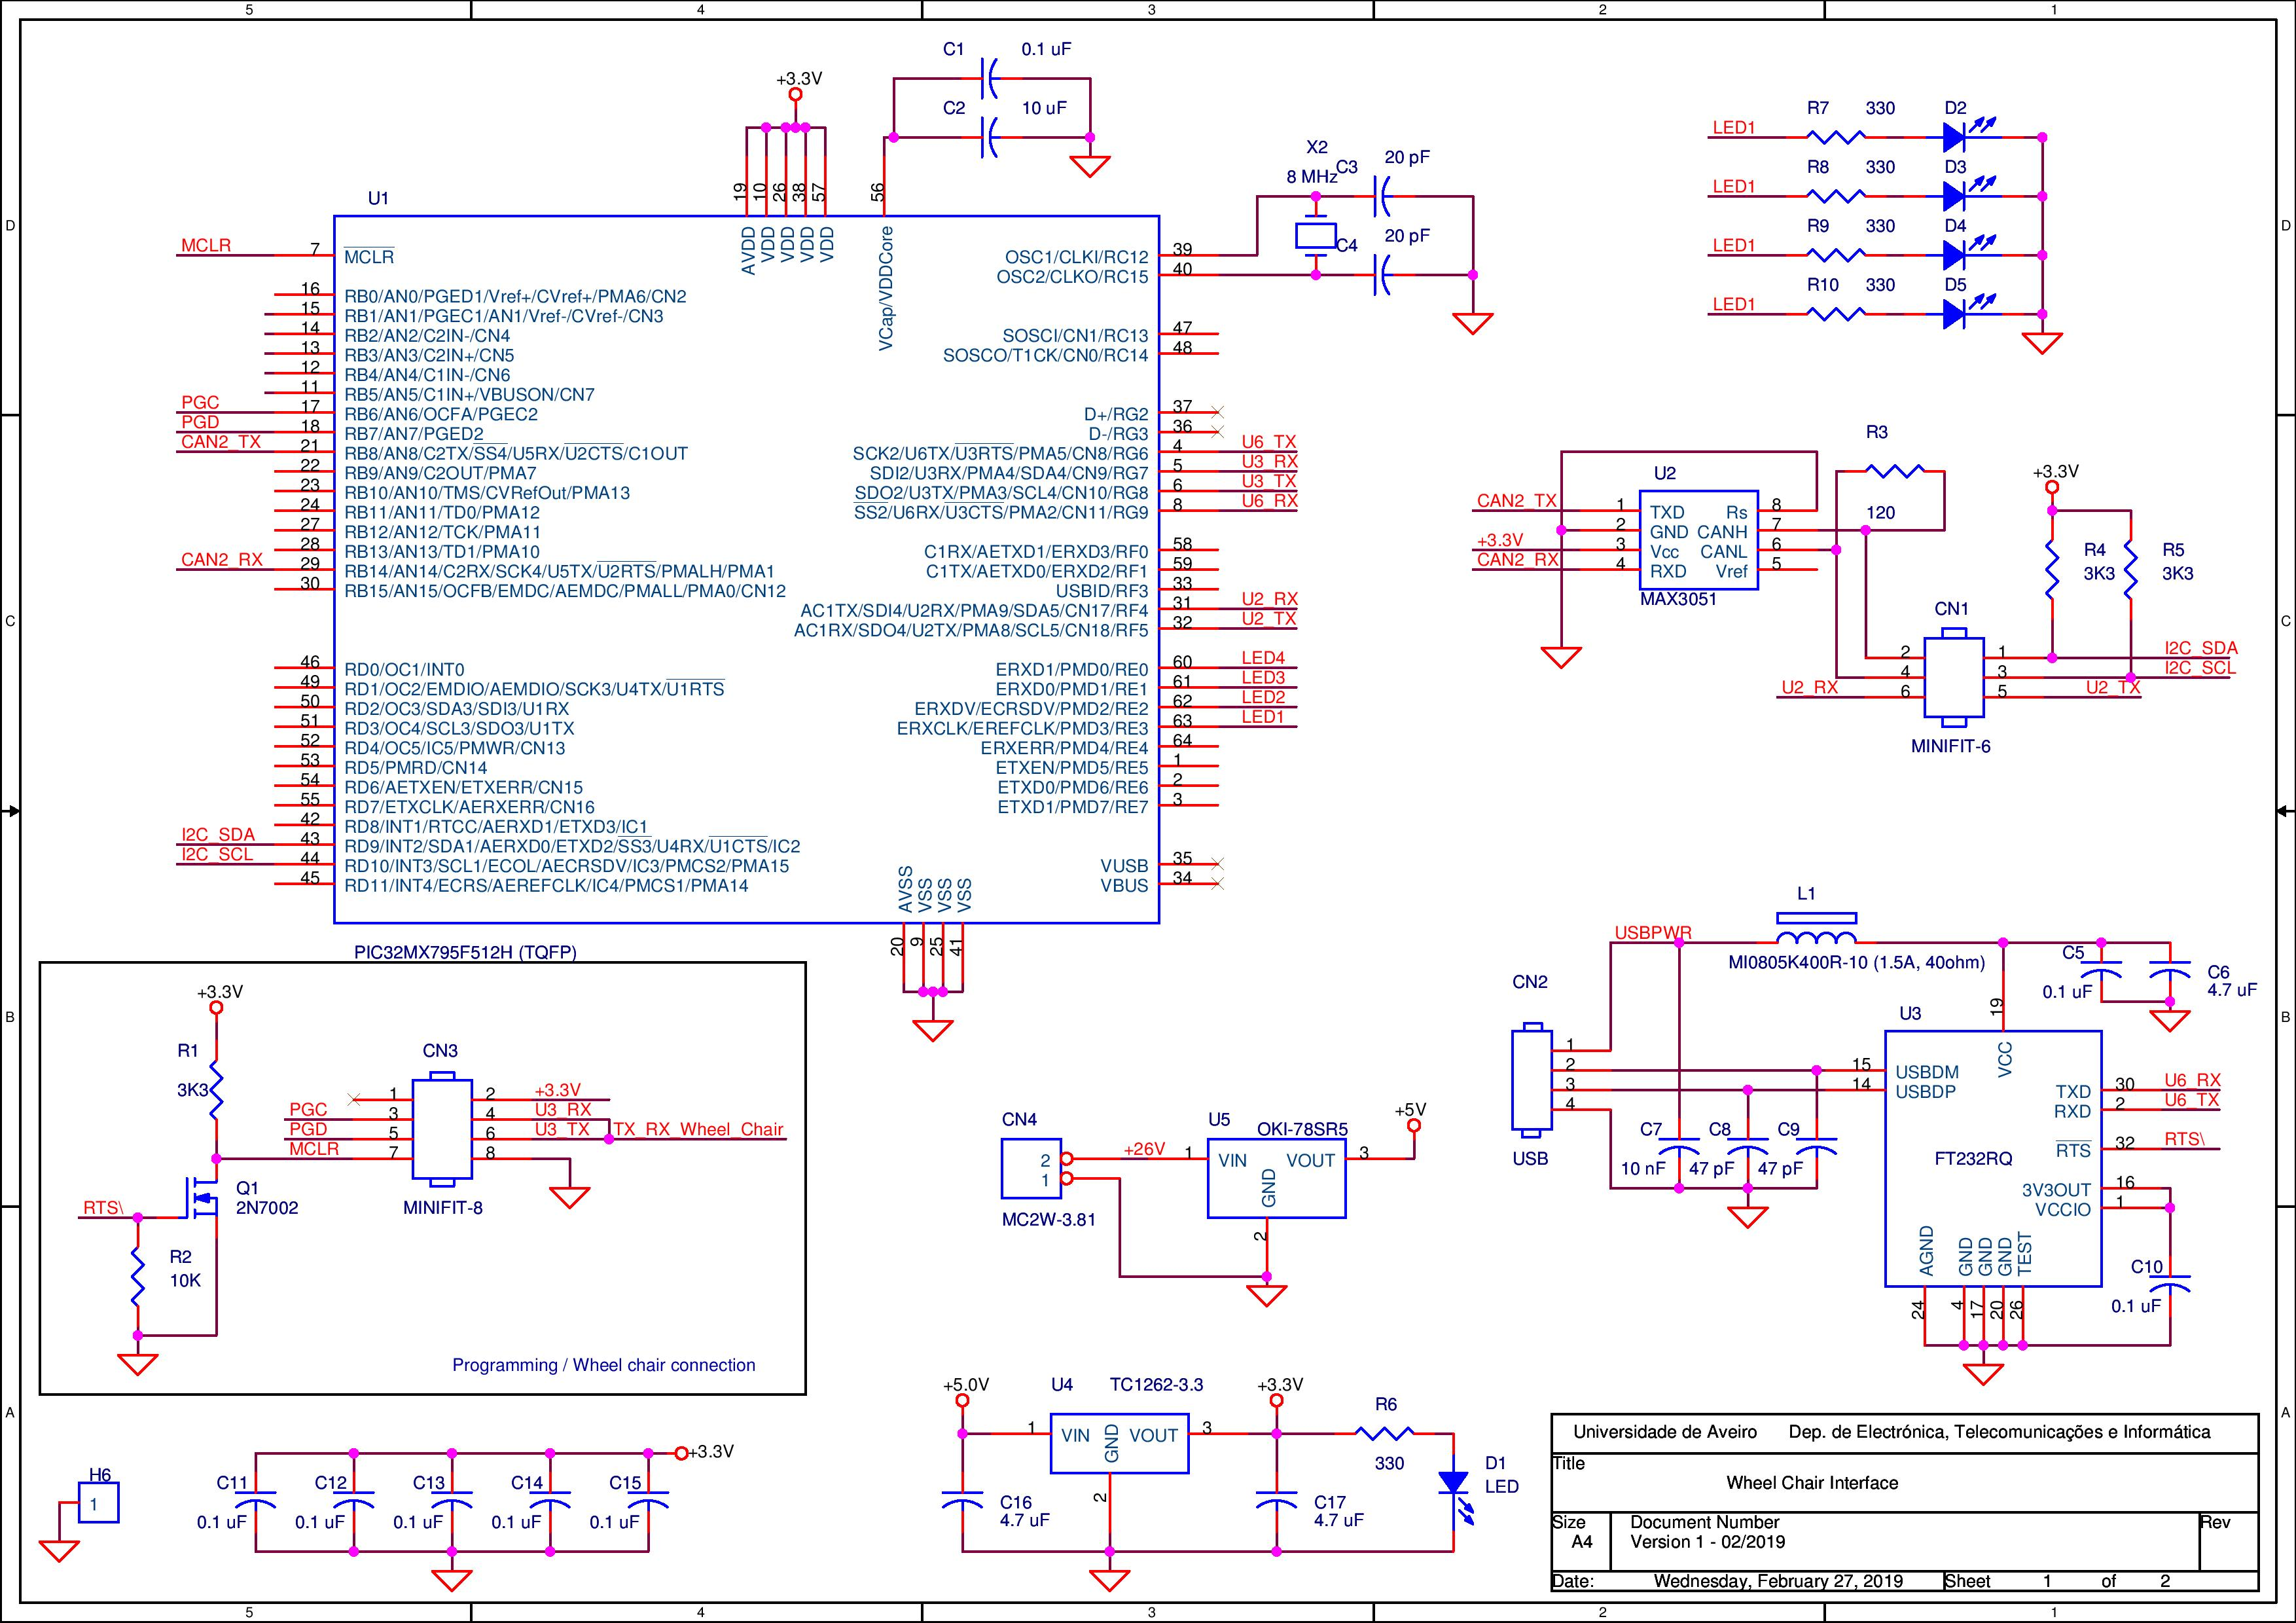 5 4 3 2 1
D
C
B
A
D
C
B
A
C1 0.1 uF
C2 10 uF
+3.3V
19 10 26 38 57 56
AVDD VDD VDD VDD VDD VCap/VDDCore
U1
MCLR 7 MCLR
16 RB0/AN0/PGED1/Vref+/CVref+/PMA6/CN2
15 RB1/AN1/PGEC1/AN1/Vref-/CVref-/CN3
14 RB2/AN2/C2IN-/CN4
13 RB3/AN3/C2IN+/CN5
12 RB4/AN4/C1IN-/CN6
11 RB5/AN5/C1IN+/VBUSON/CN7
PGC 17 RB6/AN6/OCFA/PGEC2
PGD 18 RB7/AN7/PGED2
CAN2_TX 21 RB8/AN8/C2TX/SS4/U5RX/U2CTS/C1OUT
22 RB9/AN9/C2OUT/PMA7
23 RB10/AN10/TMS/CVRefOut/PMA13
24 RB11/AN11/TD0/PMA12
27 RB12/AN12/TCK/PMA11
28 RB13/AN13/TD1/PMA10
CAN2_RX 29 RB14/AN14/C2RX/SCK4/U5TX/U2RTS/PMALH/PMA1
30 RB15/AN15/OCFB/EMDC/AEMDC/PMALL/PMA0/CN12
46 RD0/OC1/INT0
49 RD1/OC2/EMDIO/AEMDIO/SCK3/U4TX/U1RTS
50 RD2/OC3/SDA3/SDI3/U1RX
51 RD3/OC4/SCL3/SDO3/U1TX
52 RD4/OC5/IC5/PMWR/CN13
53 RD5/PMRD/CN14
54 RD6/AETXEN/ETXERR/CN15
55 RD7/ETXCLK/AERXERR/CN16
42 RD8/INT1/RTCC/AERXD1/ETXD3/IC1
I2C_SDA 43 RD9/INT2/SDA1/AERXD0/ETXD2/SS3/U4RX/U1CTS/IC2
I2C_SCL 44 RD10/INT3/SCL1/ECOL/AECRSDV/IC3/PMCS2/PMA15
45 RD11/INT4/ECRS/AEREFCLK/IC4/PMCS1/PMA14
OSC1/CLKI/RC12 39
OSC2/CLKO/RC15 40
SOSCI/CN1/RC13 47
SOSCO/T1CK/CN0/RC14 48
D+/RG2 37
D-/RG3 36
SCK2/U6TX/U3RTS/PMA5/CN8/RG6 4 U6_TX
SDI2/U3RX/PMA4/SDA4/CN9/RG7 5 U3_RX
SDO2/U3TX/PMA3/SCL4/CN10/RG8 6 U3_TX
SS2/U6RX/U3CTS/PMA2/CN11/RG9 8 U6_RX
C1RX/AETXD1/ERXD3/RF0 58
C1TX/AETXD0/ERXD2/RF1 59
USBID/RF3 33
AC1TX/SDI4/U2RX/PMA9/SDA5/CN17/RF4 31 U2_RX
AC1RX/SDO4/U2TX/PMA8/SCL5/CN18/RF5 32 U2_TX
ERXD1/PMD0/RE0 60 LED4
ERXD0/PMD1/RE1 61 LED3
ERXDV/ECRSDV/PMD2/RE2 62 LED2
ERXCLK/EREFCLK/PMD3/RE3 63 LED1
ERXERR/PMD4/RE4 64
ETXEN/PMD5/RE5 1
ETXD0/PMD6/RE6 2
ETXD1/PMD7/RE7 3
VUSB 35
VBUS 34
AVSS VSS VSS VSS
20 9 25 41
PIC32MX795F512H (TQFP)
X2
8 MHz
C3 20 pF
C4 20 pF
R7 330 D2
LED1
R8 330 D3
LED1
R9 330 D4
LED1
R10 330 D5
LED1
R3
120
U2
CAN2_TX 1 TXD Rs 8
2 GND CANH 7
+3.3V 3 Vcc CANL 6
CAN2_RX 4 RXD Vref 5
MAX3051
+3.3V
R4
3K3
R5
3K3
CN1
2 1 I2C_SDA
4 3 I2C_SCL
U2_RX 6 5 U2_TX
MINIFIT-6
+3.3V
R1
3K3
CN3
1 2 +3.3V
PGC 3 4 U3_RX
PGD 5 6 U3_TX TX_RX_Wheel_Chair
MCLR 7 8
MINIFIT-8
Q1
2N7002
RTS\
R2
10K
Programming / Wheel chair connection
CN4
2
1
MC2W-3.81
+26V
U5 OKI-78SR5
1 VIN VOUT 3
GND
2
+5V
L1
USBPWR
MI0805K400R-10 (1.5A, 40ohm)
C5
0.1 uF
C6
4.7 uF
CN2
1
2
3
4
USB
C7 C8 C9
10 nF 47 pF 47 pF
U3
19
VCC
15 USBDM
14 USBDP
TXD 30 U6_RX
RXD 2 U6_TX
RTS 32 RTS\
FT232RQ
3V3OUT 16
VCCIO 1
AGND GND GND GND TEST
24 4 17 20 26
C10
0.1 uF
H6
1
+3.3V
C11 C12 C13 C14 C15
0.1 uF 0.1 uF 0.1 uF 0.1 uF 0.1 uF
+5.0V U4 TC1262-3.3 +3.3V
1 VIN VOUT 3
GND
2
C16
4.7 uF
C17
4.7 uF
R6
330
D1
LED
Universidade de Aveiro Dep. de Electrónica, Telecomunicações e Informática
Title
Wheel Chair Interface
Size
A4
Document Number
Version 1 - 02/2019
Rev
Date: Wednesday, February 27, 2019 Sheet 1 of 2
5 4 3 2 1